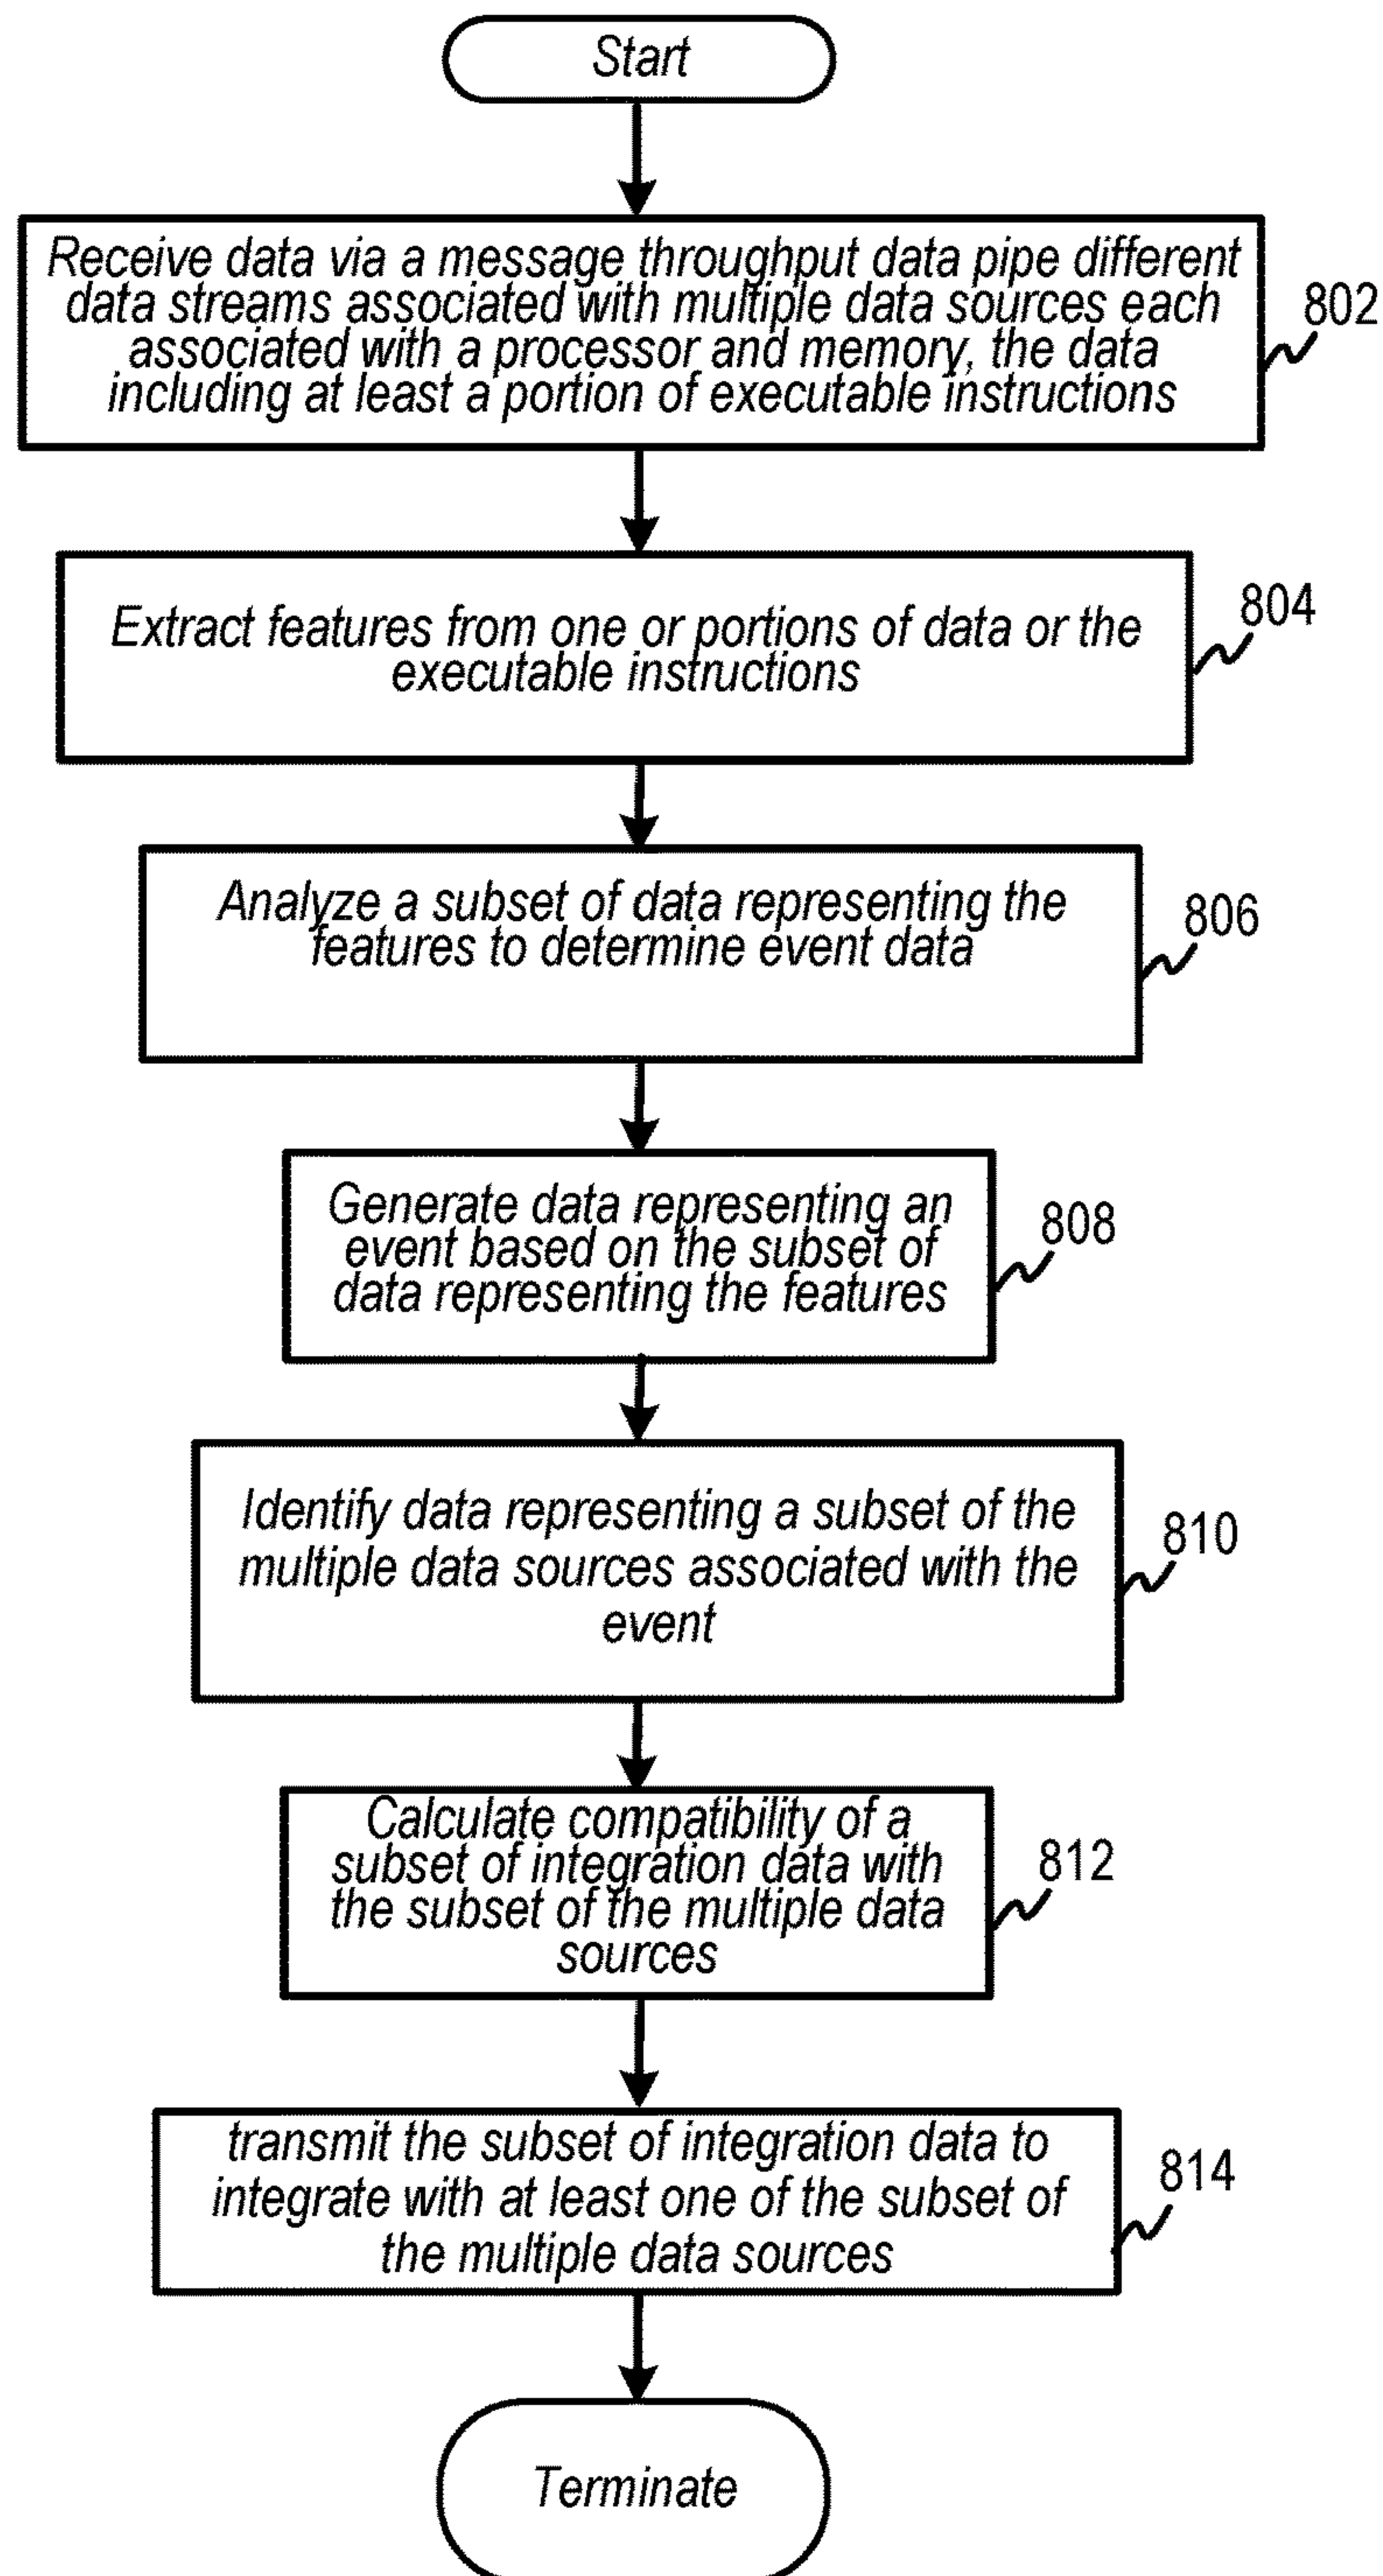 Start
Receive data via a message throughput data pipe different
data streams associated with multiple data sources each
associated with a processor and memory, the data
including at least a portion of executable instructions
802
Extract features from one or portions of data or the
executable instructions
804
Analyze a subset of data representing the
features to determine event data
806
Generate data representing an
event based on the subset of
data representing the features
808
Identify data representing a subset of the
multiple data sources associated with the
event
810
Calculate compatibility of a
subset of integration data with
the subset of the multiple data
sources
812
transmit the subset of integration data to
integrate with at least one of the subset of
the multiple data sources
814
Terminate